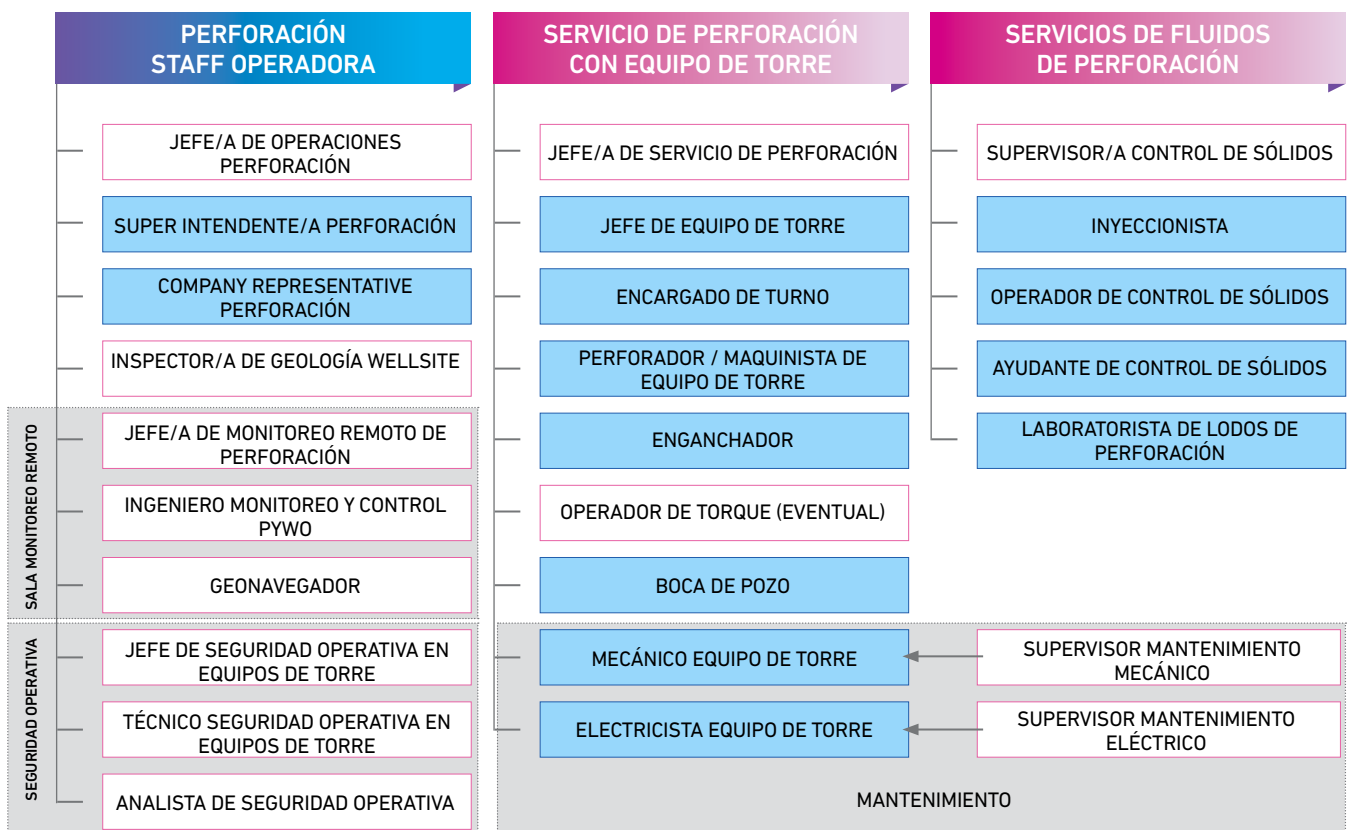 PERFORACIÓN
STAFF OPERADORA
JEFE/A DE OPERACIONES
PERFORACIÓN
SUPER INTENDENTE/A PERFORACIÓN
COMPANY REPRESENTATIVE
PERFORACIÓN
INSPECTOR/A DE GEOLOGÍA WELLSITE
SALA MONITOREO REMOTO
JEFE/A DE MONITOREO REMOTO DE
PERFORACIÓN
INGENIERO MONITOREO Y CONTROL
PYWO
GEONAVEGADOR
SEGURIDAD OPERATIVA
JEFE DE SEGURIDAD OPERATIVA EN
EQUIPOS DE TORRE
TÉCNICO SEGURIDAD OPERATIVA EN
EQUIPOS DE TORRE
ANALISTA DE SEGURIDAD OPERATIVA
SERVICIO DE PERFORACIÓN
CON EQUIPO DE TORRE
JEFE/A DE SERVICIO DE PERFORACIÓN
JEFE DE EQUIPO DE TORRE
ENCARGADO DE TURNO
PERFORADOR / MAQUINISTA DE
EQUIPO DE TORRE
ENGANCHADOR
OPERADOR DE TORQUE (EVENTUAL)
BOCA DE POZO
MECÁNICO EQUIPO DE TORRE
ELECTRICISTA EQUIPO DE TORRE
SERVICIOS DE FLUIDOS
DE PERFORACIÓN
SUPERVISOR/A CONTROL DE SÓLIDOS
INYECCIONISTA
OPERADOR DE CONTROL DE SÓLIDOS
AYUDANTE DE CONTROL DE SÓLIDOS
LABORATORISTA DE LODOS DE
PERFORACIÓN
SUPERVISOR MANTENIMIENTO
MECÁNICO
SUPERVISOR MANTENIMIENTO
ELÉCTRICO
MANTENIMIENTO